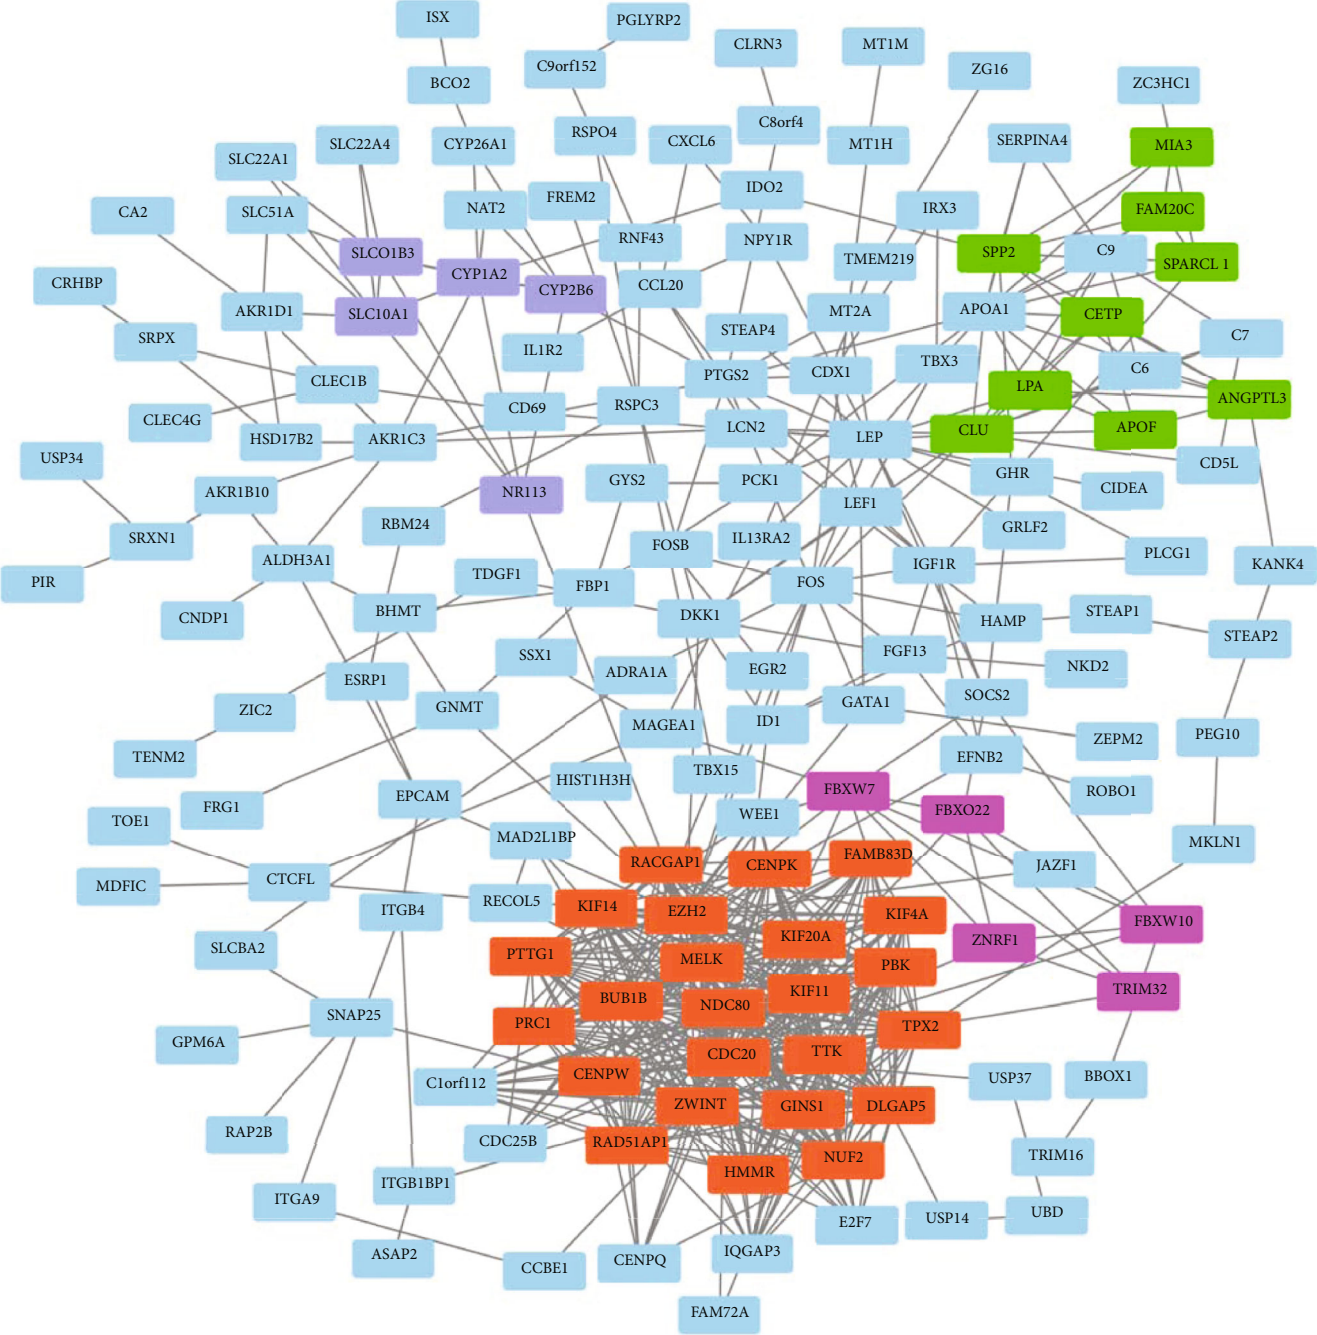 ISX
PGLYRP2
CLRN3
MT1M
ZG16
C9orf152
BCO2
ZC3HC1
C8orf4
RSPO4
CXCL6
SLC22A4
CYP26A1
MT1H
SERPINA4
MIA3
SLC22A1
IDO2
FREM2
CA2
SLC51A
NAT2
IRX3
FAM20C
RNF43
NPY1R
SLCO1B3
SPP2
C9
TMEM219
SPARCL 1
CYP1A2
CRHBP
CYP2B6
CCL20
AKR1D1
SLC10A1
MT2A
APOA1
CETP
SRPX
STEAP4
C7
IL1R2
TBX3
PTGS2
CDX1
C6
CLEC1B
LPA
ANGPTL3
CLEC4G
CD69
RSPC3
HSD17B2
AKR1C3
LCN2
LEP
CLU
APOF
USP34
CD5L
GHR
AKR1B10
NR113
GYS2
PCK1
CIDEA
LEF1
RBM24
GRLF2
SRXN1
IL13RA2
FOSB
PLCG1
ALDH3A1
IGF1R
KANK4
PIR
TDGF1
FBP1
FOS
CNDP1
BHMT
DKK1
HAMP
STEAP1
STEAP2
SSX1
FGF13
NKD2
ESRP1
ADRA1A
EGR2
SOCS2
ZIC2
GNMT
GATA1
MAGEA1
ID1
PEG10
ZEPM2
TENM2
EFNB2
TBX15
HIST1H3H
FBXW7
ROBO1
FRG1
EPCAM
FBXO22
TOE1
WEE1
MAD2L1BP
MKLN1
RACGAP1
CENPK
FAMB83D
JAZF1
MDFIC
CTCFL
RECOL5
KIF14
EZH2
KIF4A
ITGB4
FBXW10
KIF20A
ZNRF1
SLCBA2
PTTG1
MELK
PBK
BUB1B
NDC80
KIF11
TRIM32
SNAP25
PRC1
TPX2
GPM6A
CDC20
TTK
C1orf112
CENPW
USP37
BBOX1
ZWINT
GINS1
DLGAP5
RAP2B
CDC25B
RAD51AP1
NUF2
TRIM16
ITGB1BP1
HMMR
ITGA9
E2F7
USP14
UBD
ASAP2
CCBE1
CENPQ
IQGAP3
FAM72A